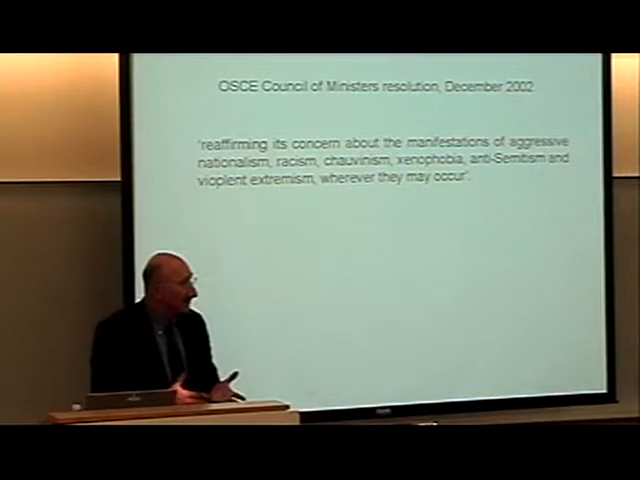 OSCE Council of Ministers resolution, December 2002
'reaffirming its concern about the manifestations of aggressive
nationalism, racism, chauvinism, xenophobia, anti-Semitism and
vioplent extremism, wherever they may occur'.